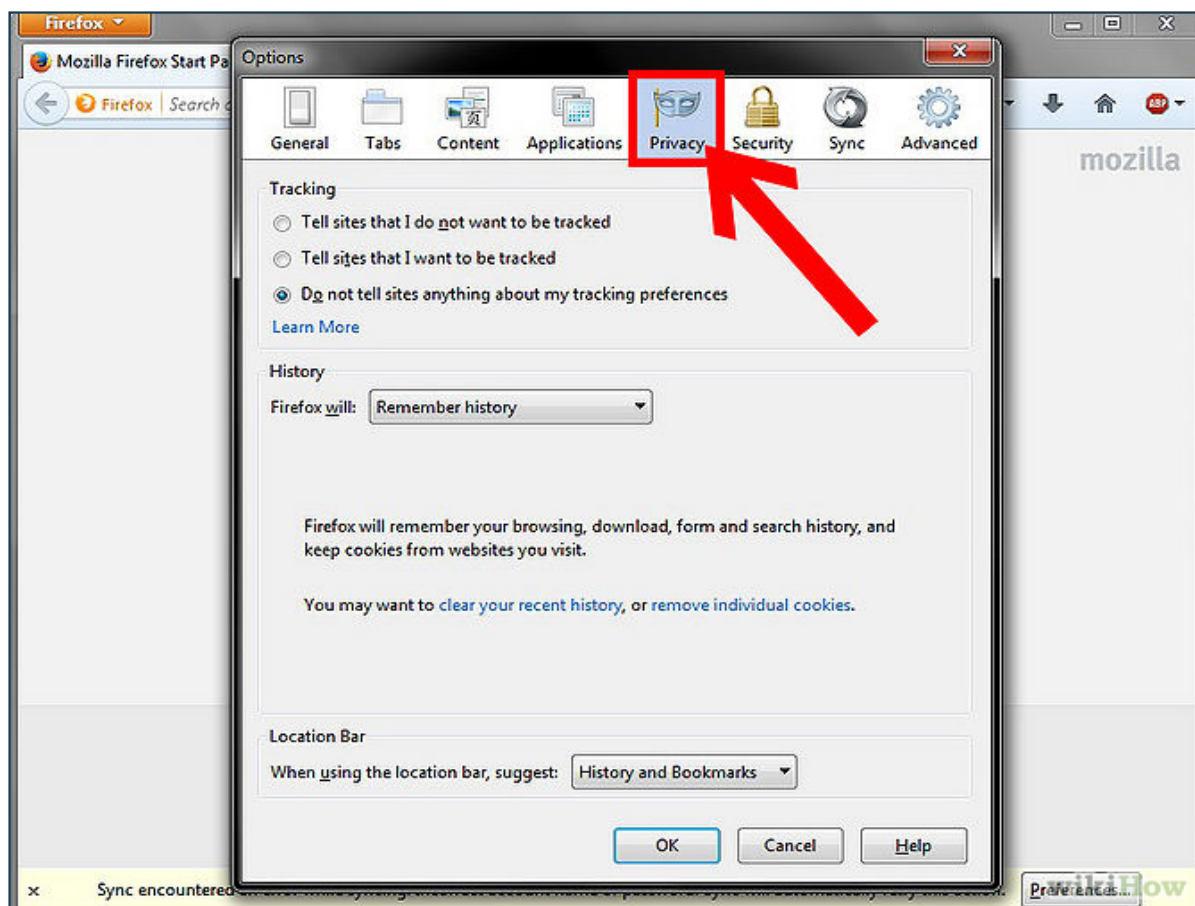 Firefox
Mozilla Firefox Start Pa
Options
Firefox Search
ABP
General Tabs Content Applications Privacy Security Sync Advanced
mozilla
Tracking
Tell sites that I do not want to be tracked
Tell sites that I want to be tracked
Do not tell sites anything about my tracking preferences
Learn More
History
Firefox will: Remember history
Firefox will remember your browsing, download, form and search history, and
keep cookies from websites you visit.
You may want to clear your recent history, or remove individual cookies.
Location Bar
When using the location bar, suggest: History and Bookmarks
OK Cancel Help
x Sync encountered Preferences...
wikiHow